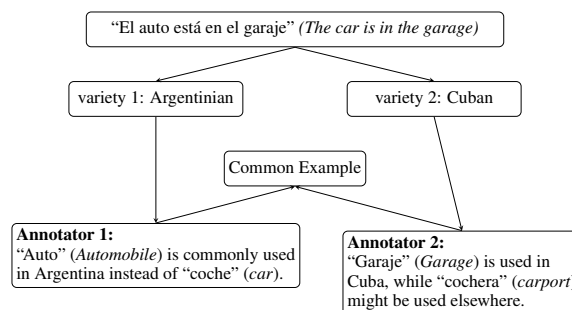 “El auto está en el garaje” (The car is in the garage)
variety 1: Argentinian
variety 2: Cuban
Common Example
Annotator 1:
“Auto” (Automobile) is commonly used
in Argentina instead of “coche” (car).
Annotator 2:
“Garaje” (Garage) is used in
Cuba, while “cochera” (carport)
might be used elsewhere.